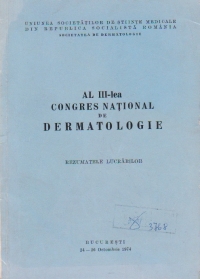 UNIUNEA SOCIETĂȚILOR DE ȘTIINȚE MEDICALE
DIN REPUBLICA SOCIALISTĂ ROMÂNIA
SOCIETATEA DE DERMATOLOGIE
AL III-lea
CONGRES NAȚIONAL
DE
DERMATOLOGIE
REZUMATELE LUCRĂRILOR
BUCUREȘTI